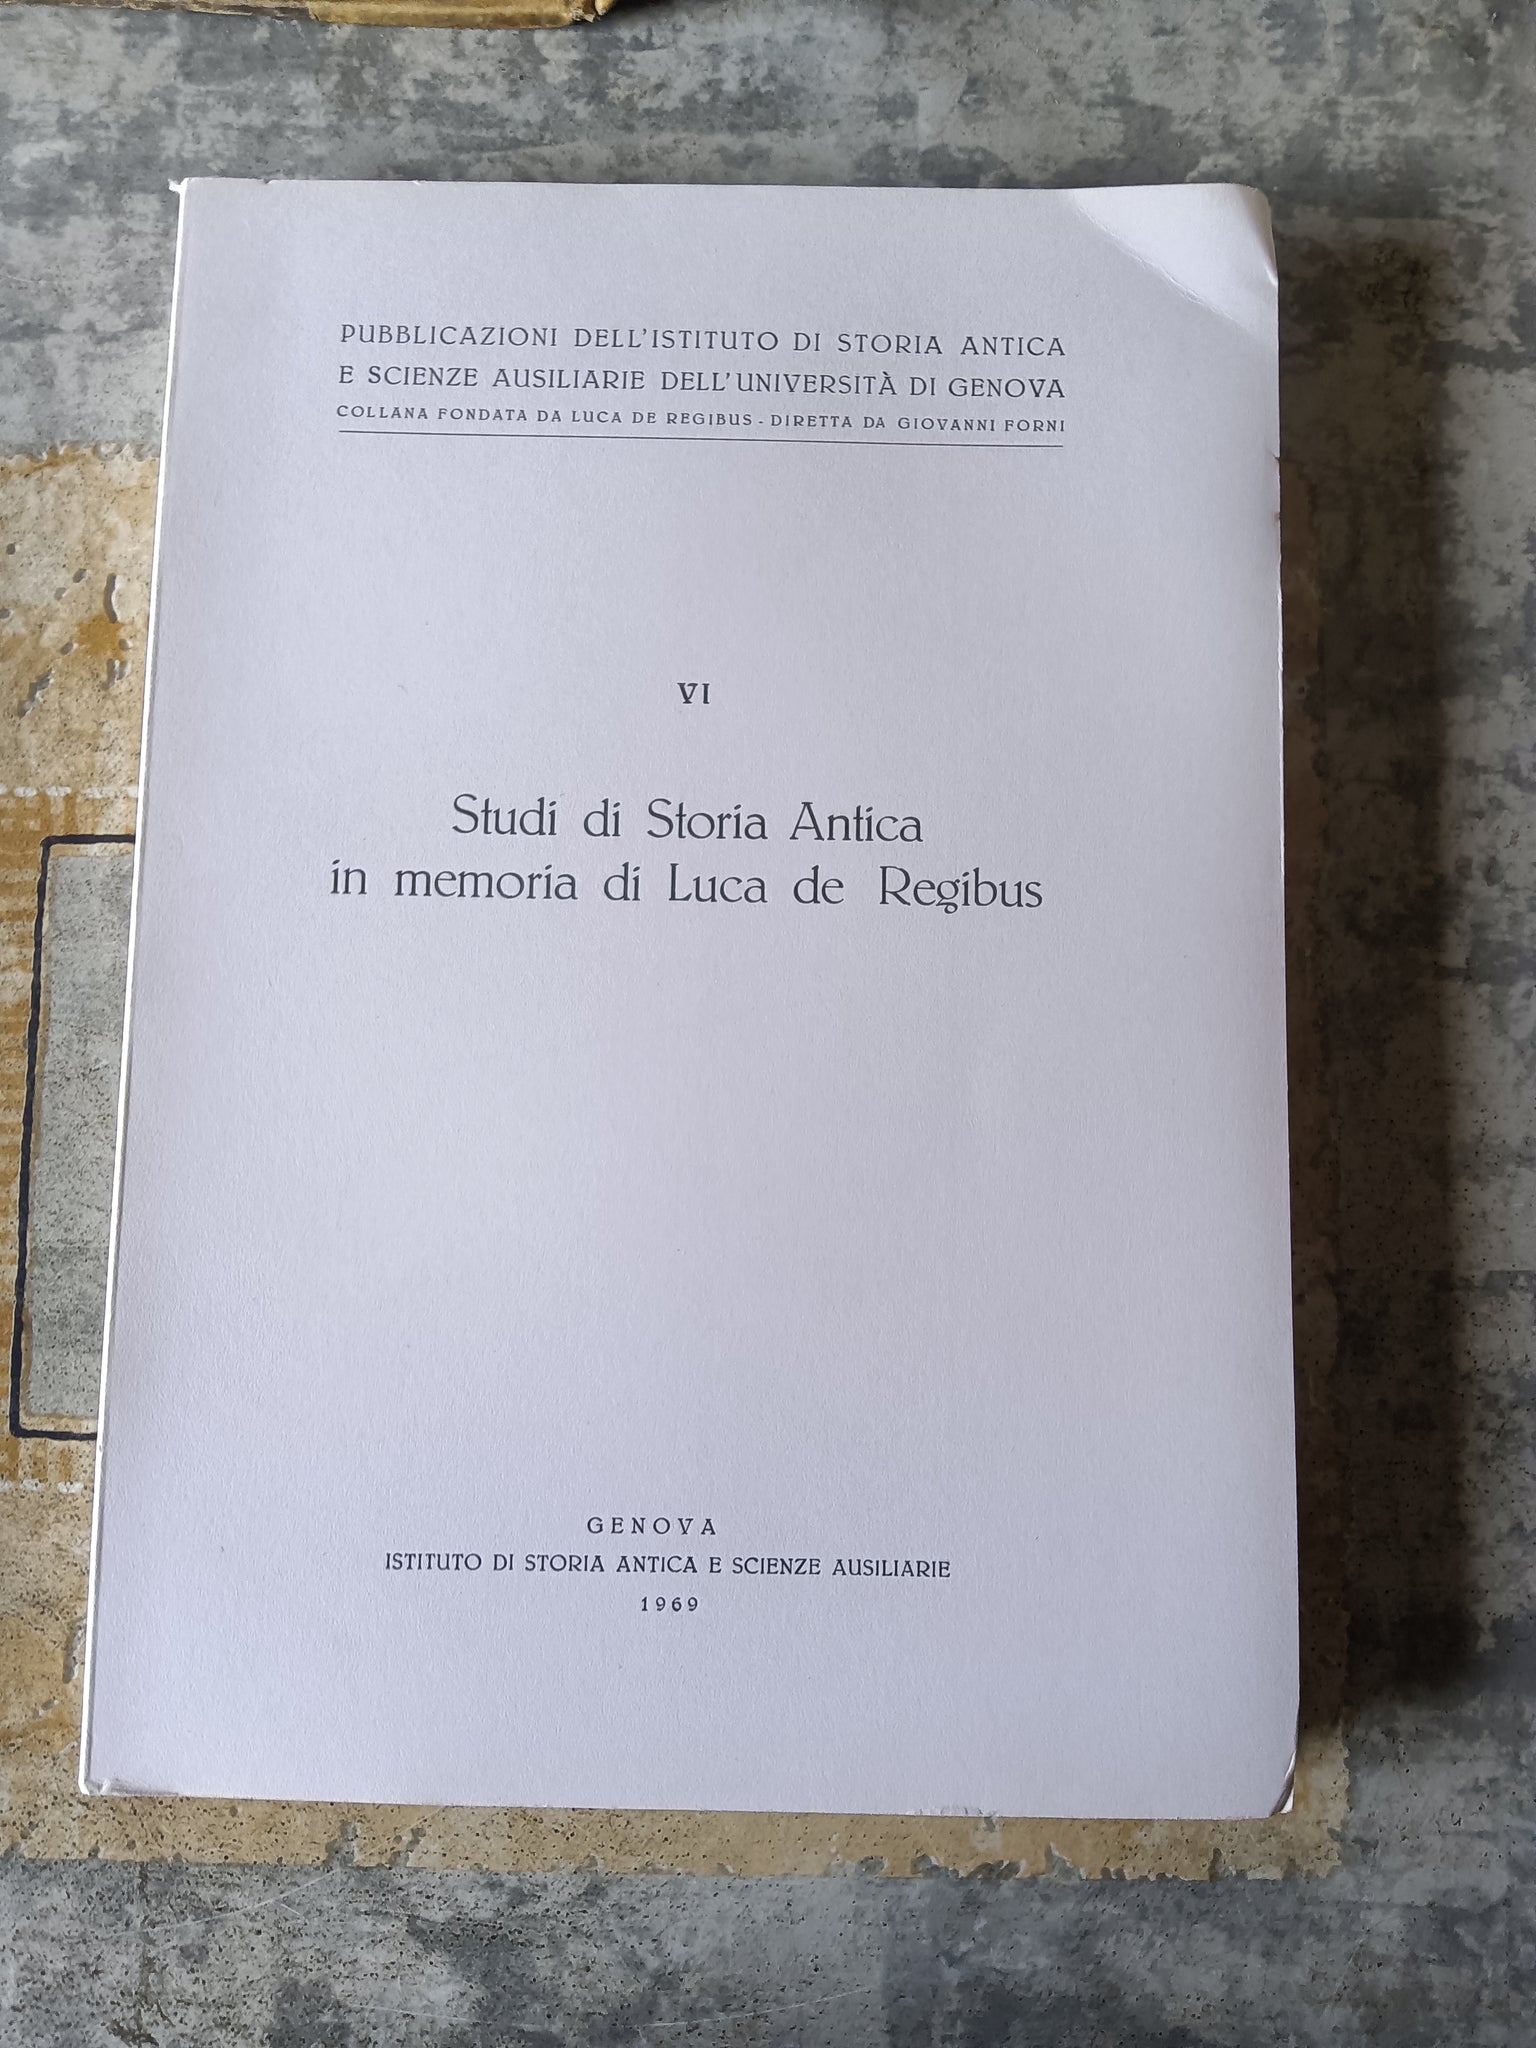 PUBBLICAZIONI DELL'ISTITUTO DI STORIA ANTICA
E SCIENZE AUSILIARIE DELL'UNIVERSITÀ DI GENOVA
COLLANA FONDATA DA LUCA DE REGIBUS - DIRETTA DA GIOVANNI FORNI
VI
Studi di Storia Antica
in memoria di Luca de Regibus
GENOVA
ISTITUTO DI STORIA ANTICA E SCIENZE AUSILIARIE
1969